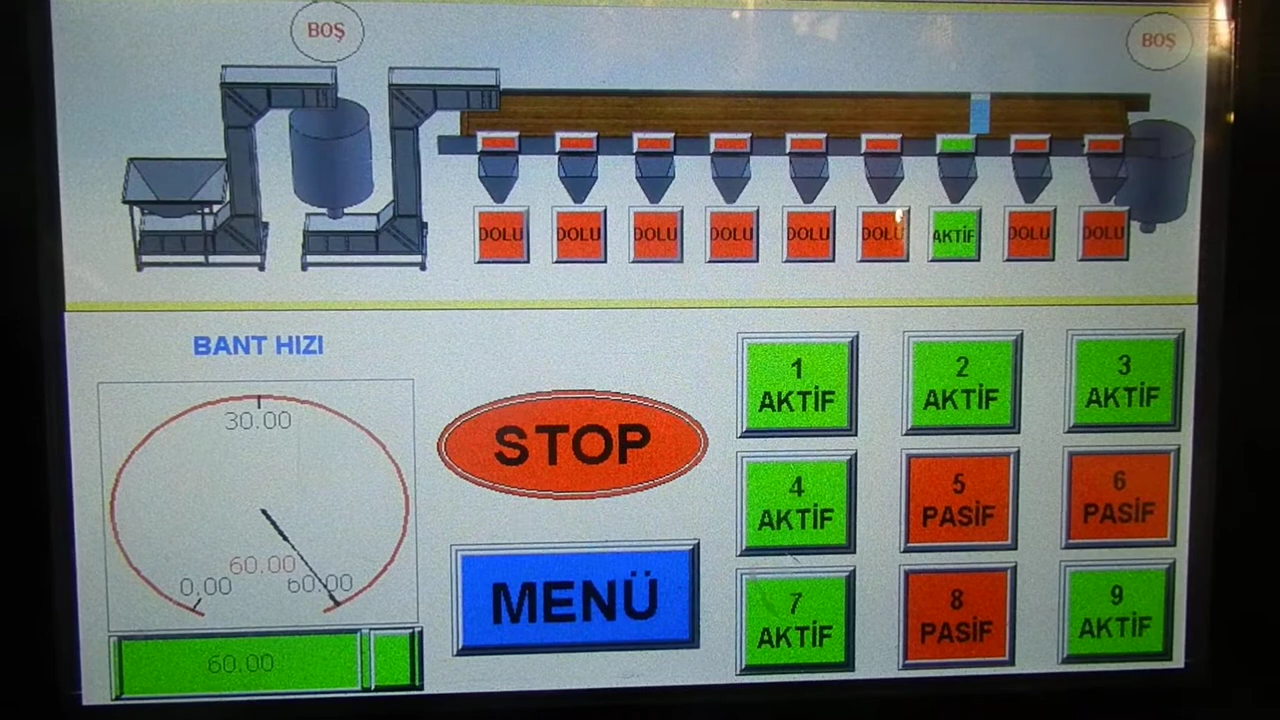 BOŞ
BOŞ
DOLU
DOLU
DOLU
DOLU
DOLU
DOLU
AKTİF
DOLU
DOLU
BANT HIZI
30.00
60.00
0.00
60.00
60.00
STOP
MENÜ
1
AKTİF
2
AKTİF
3
AKTİF
4
AKTİF
5
PASİF
6
PASİF
7
AKTİF
8
PASİF
9
AKTİF